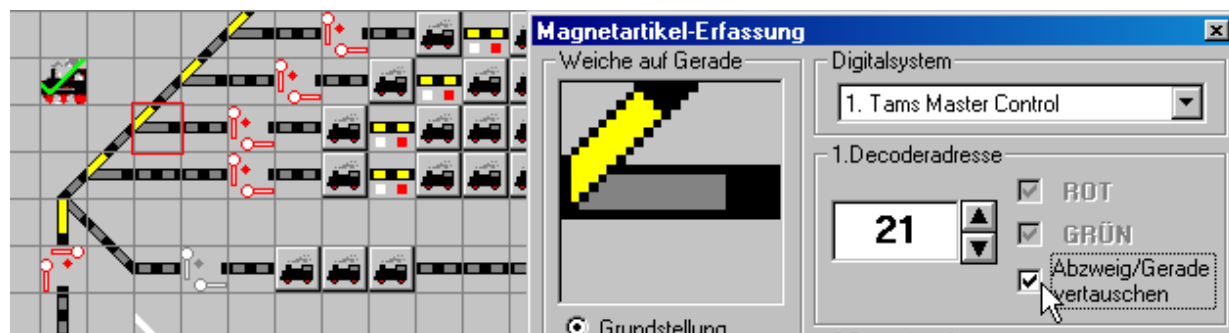 Magnetartikel-Erfassung
Weiche auf Gerade
Digitalsystem
1. Tams Master Control
1.Decoderadresse
21
ROT
GRÜN
Abzweig/Gerade
vertauschen
Grundstellung